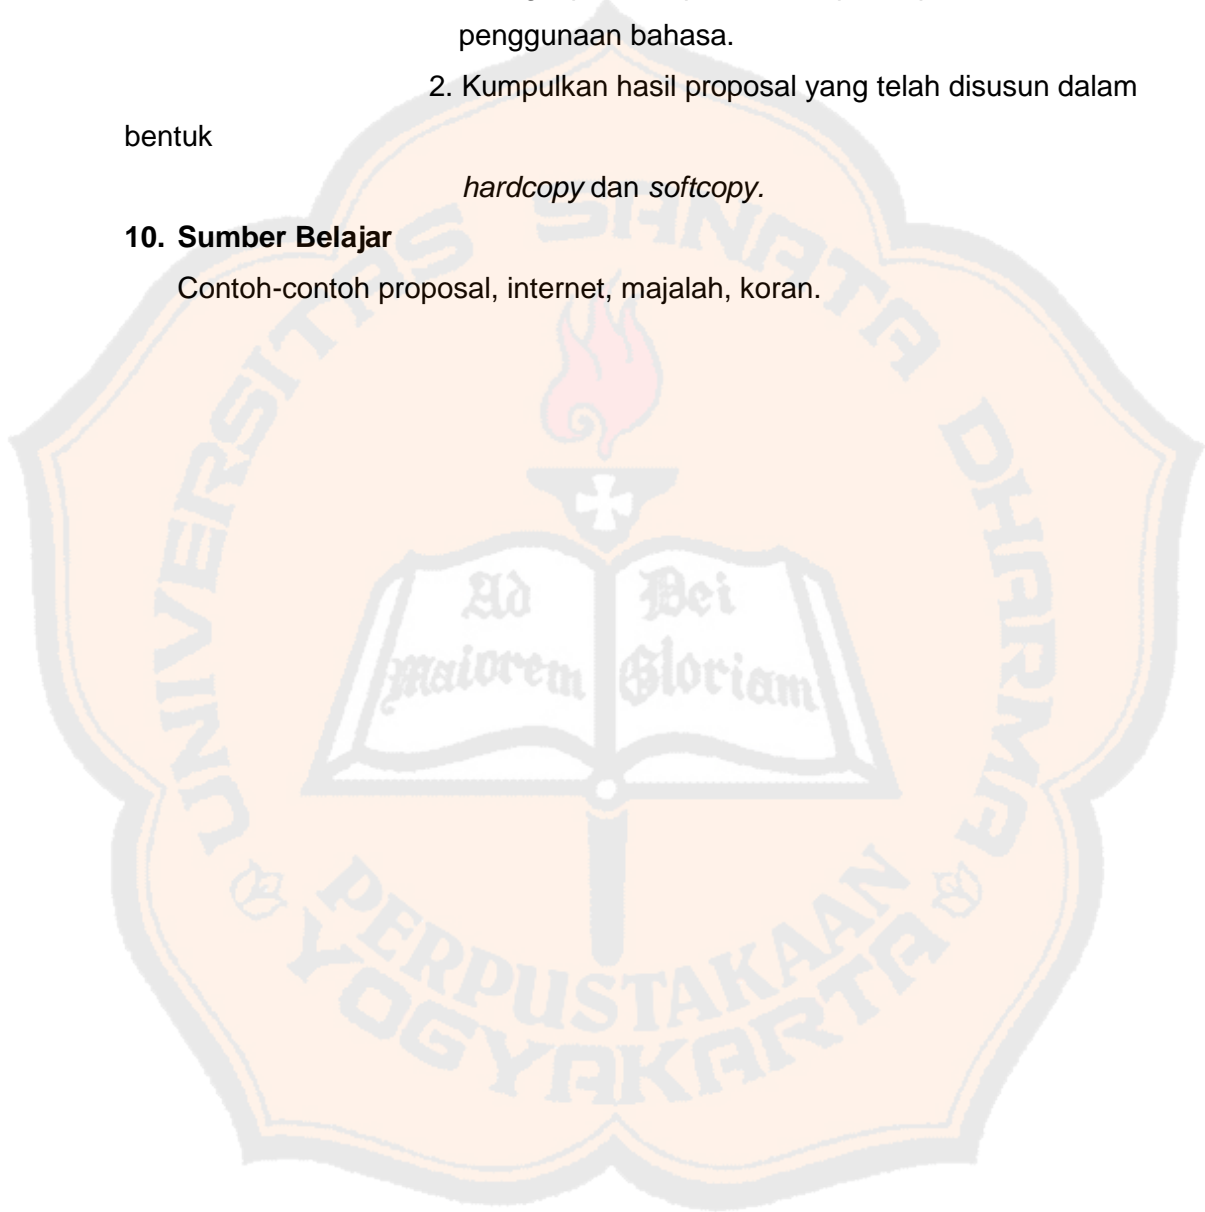 penggunaan bahasa.
2. Kumpulkan hasil proposal yang telah disusun dalam
bentuk
hardcopy dan softcopy.
10. Sumber Belajar
Contoh-contoh proposal, internet, majalah, koran.
UNIVERSITAS SANATA DHARMA
Ad Maiorem
Dei Gloriam
PERPUSTAKAAN
YOGYAKARTA